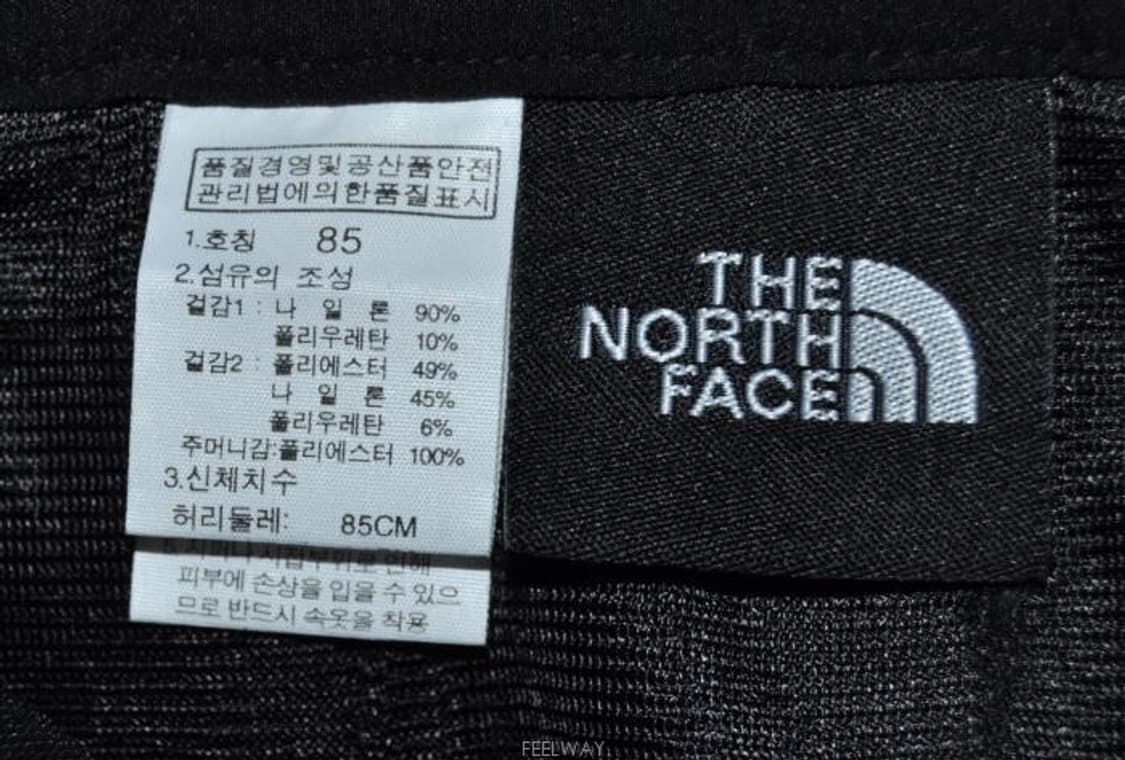 품질경영및공산품안전
관리법에의한품질표시
1.호칭 85
2.섬유의 조성
겉감1 : 나 일 론 90%
폴리우레탄 10%
겉감2 : 폴리에스터 49%
나 일 론 45%
폴리우레탄 6%
주머니감:폴리에스터 100%
3.신체치수
허리둘레: 85CM
피부에 손상을 입을 수 있으
므로 반드시 속옷을 착용
THE
NORTH
FACE
FEELWAY